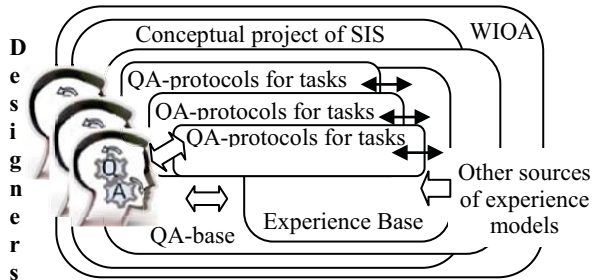 Designers
Conceptual project of SIS
WIOA
QA-protocols for tasks
QA-protocols for tasks
QA-protocols for tasks
Q
A
Other sources
of experience
models
Experience Base
QA-base